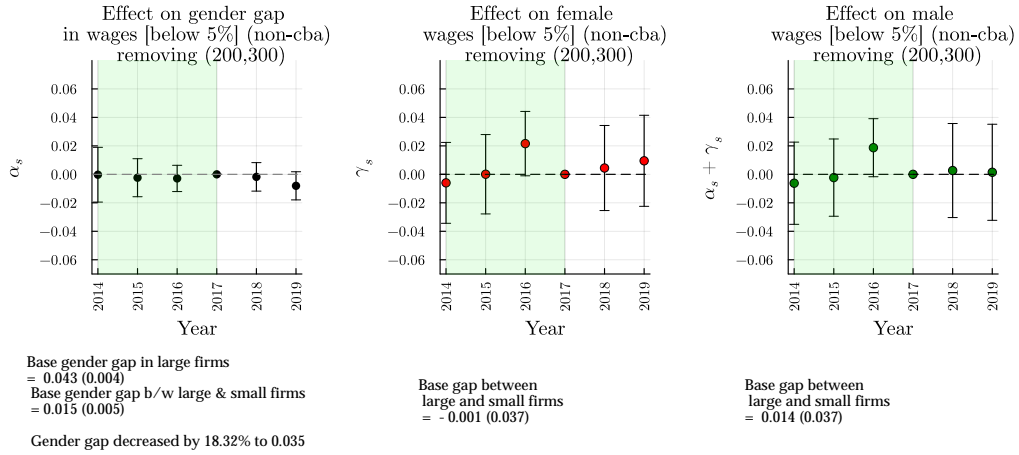 Effect on gender gap
in wages [below 5%] (non-cba)
removing (200,300)
0.06
0.04
0.02
0.00
−0.02
−0.04
−0.06
αₛ
2014
2015
2016
2017
2018
2019
Year
Base gender gap in large firms
= 0.043 (0.004)
Base gender gap b/w large & small firms
= 0.015 (0.005)
Gender gap decreased by 18.32% to 0.035
Effect on female
wages [below 5%] (non-cba)
removing (200,300)
0.06
0.04
0.02
0.00
−0.02
−0.04
−0.06
γₛ
2014
2015
2016
2017
2018
2019
Year
Base gap between
large and small firms
= -0.001 (0.037)
Effect on male
wages [below 5%] (non-cba)
removing (200,300)
0.06
0.04
0.02
0.00
−0.02
−0.04
−0.06
αₛ + γₛ
2014
2015
2016
2017
2018
2019
Year
Base gap between
large and small firms
= 0.014 (0.037)